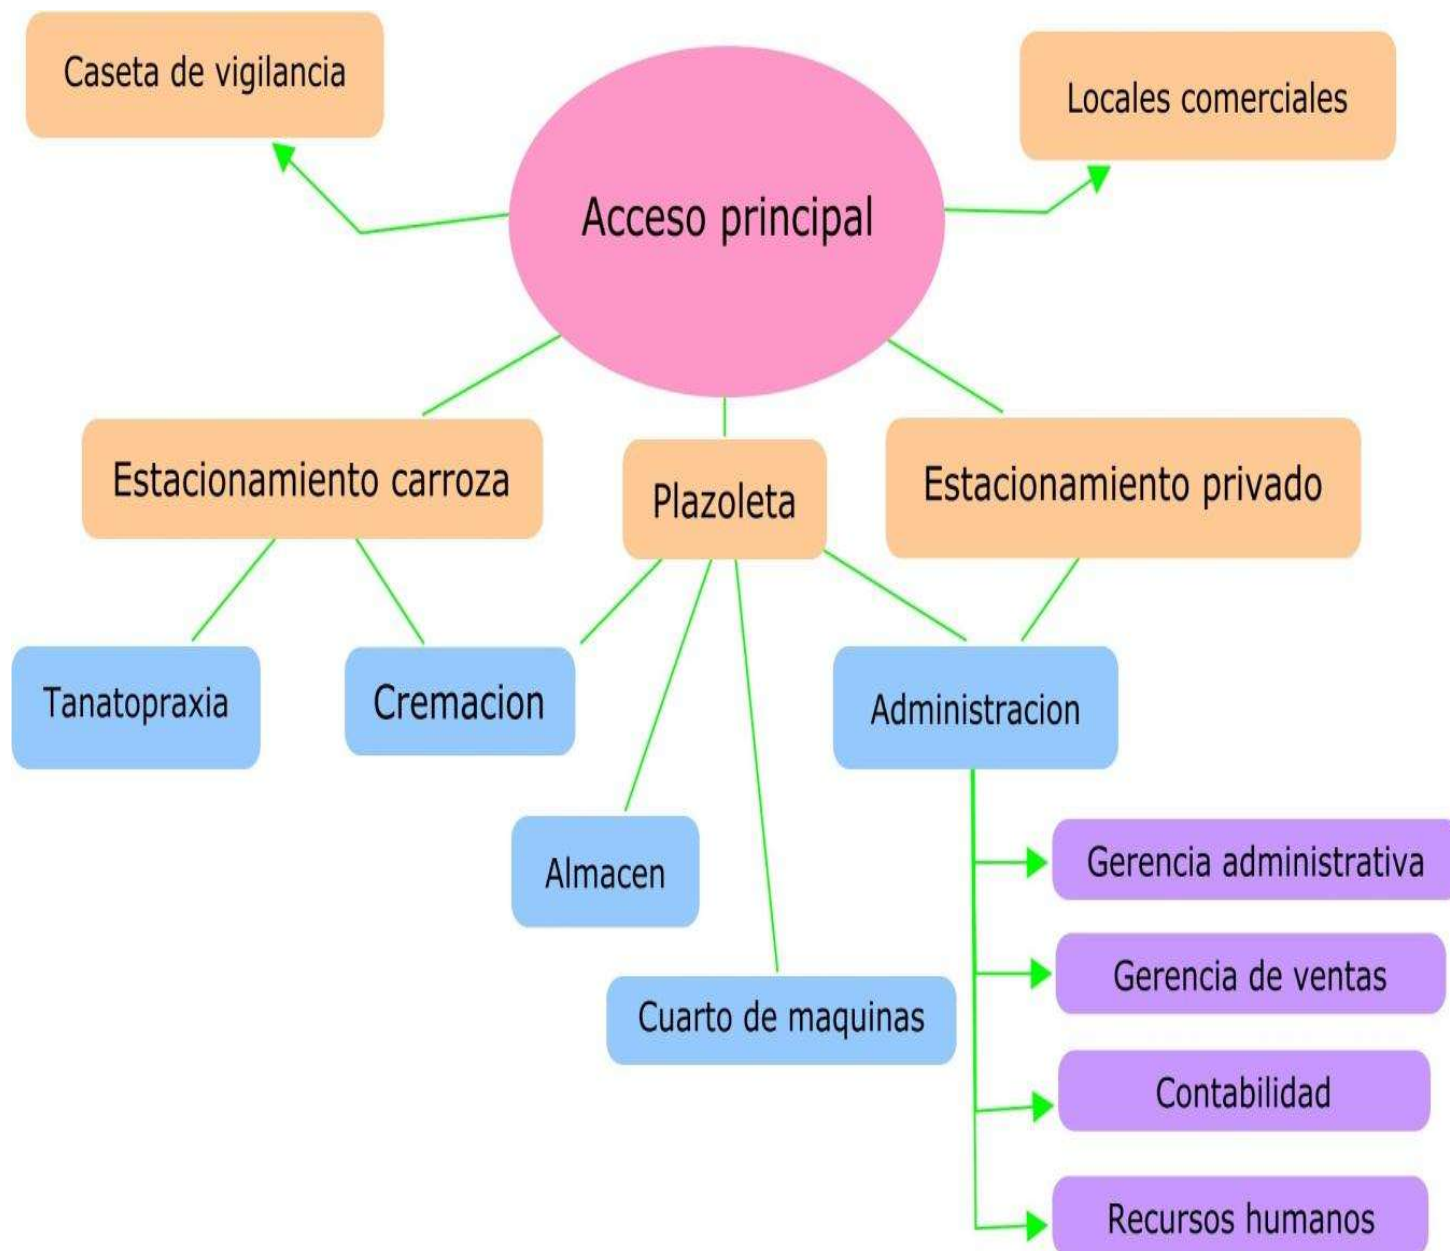 Caseta de vigilancia
Locales comerciales
Acceso principal
Estacionamiento carroza
Plazoleta
Estacionamiento privado
Tanatopraxia
Cremacion
Administracion
Almacen
Gerencia administrativa
Gerencia de ventas
Cuarto de maquinas
Contabilidad
Recursos humanos